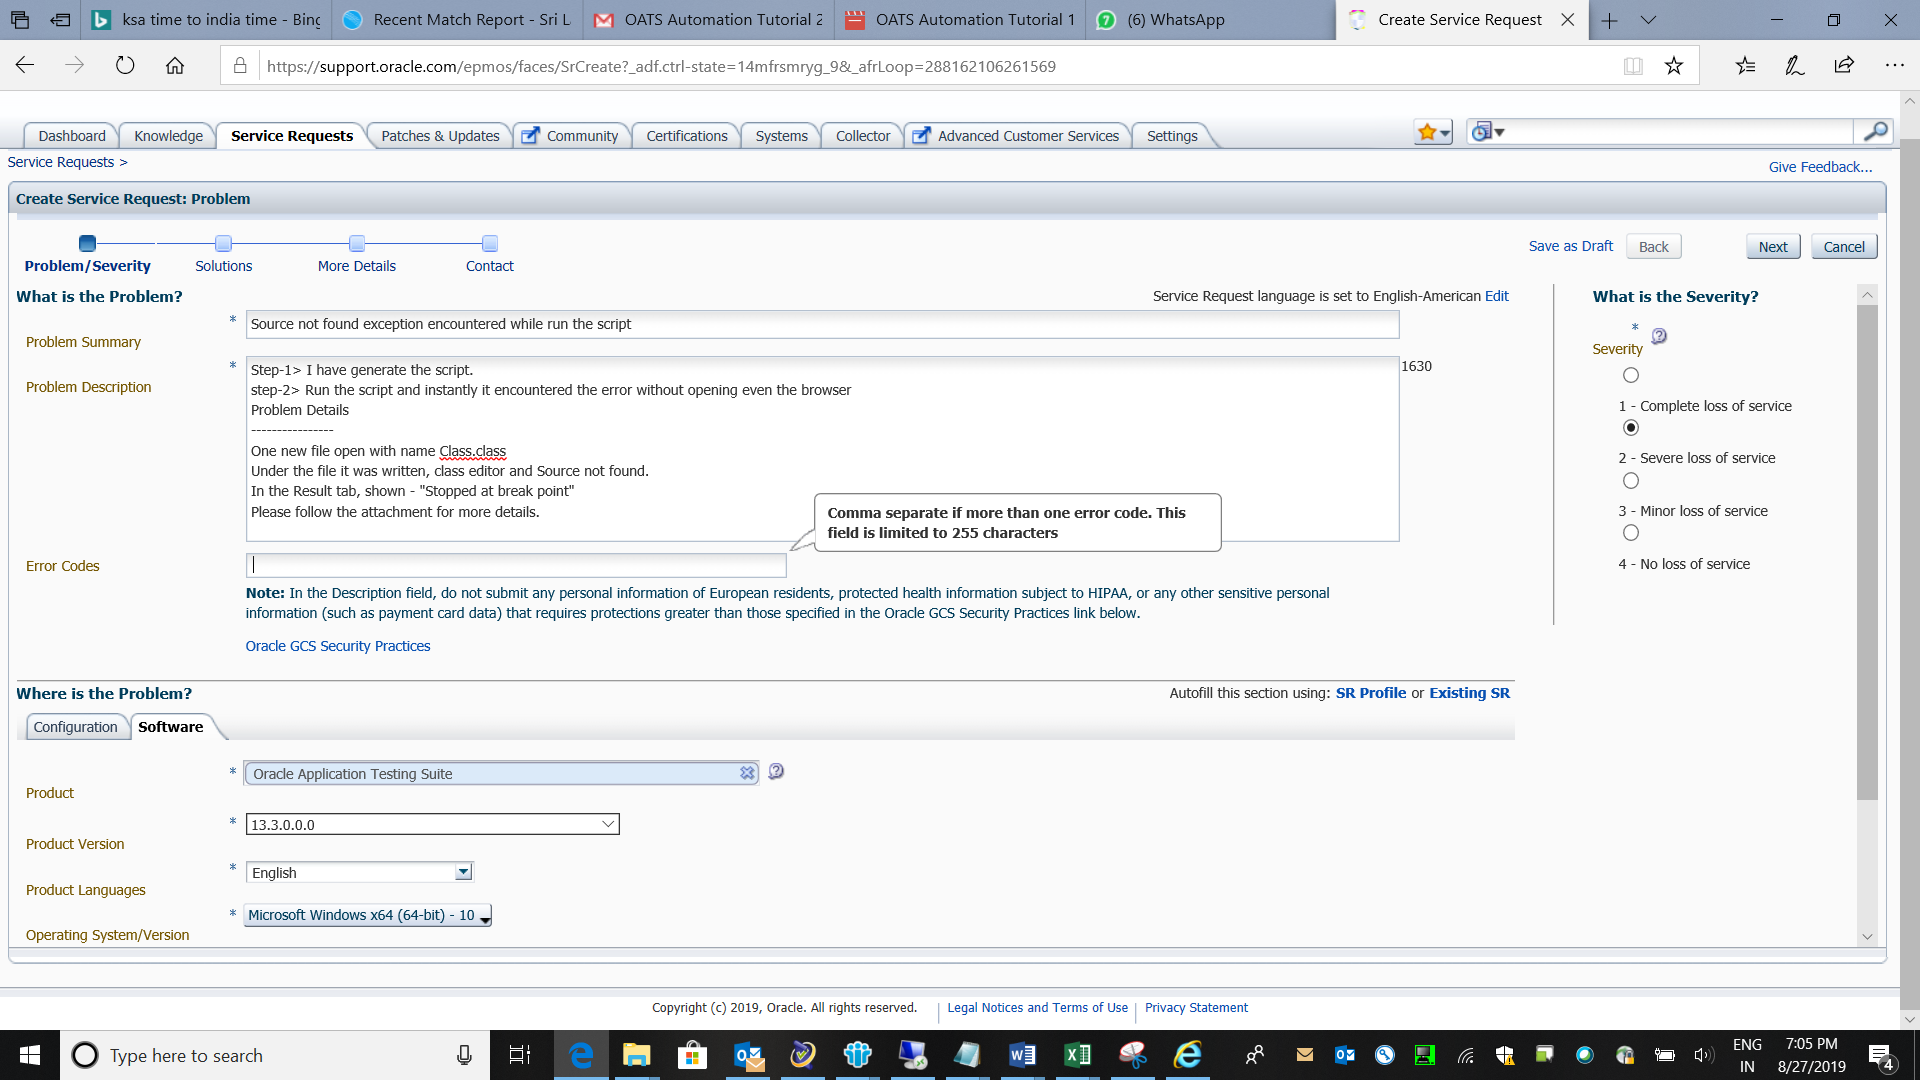 ksa time to india time - Bing
Recent Match Report - Sri L
OATS Automation Tutorial 2
OATS Automation Tutorial 1
(6) WhatsApp
Create Service Request
https://support.oracle.com/epmos/faces/SrCreate?_adf.ctrl-state=14mfrsmryg_9&_afrLoop=288162106261569
Dashboard
Knowledge
Service Requests
Patches & Updates
Community
Certifications
Systems
Collector
Advanced Customer Services
Settings
Service Requests >
Give Feedback...
Create Service Request: Problem
Problem/Severity
Solutions
More Details
Contact
Save as Draft
Back
Next
Cancel
What is the Problem?
Service Request language is set to English-American Edit
* Problem Summary
Source not found exception encountered while run the script
* Problem Description
Step-1> I have generate the script.
step-2> Run the script and instantly it encountered the error without opening even the browser
Problem Details
----------------
One new file open with name Class.class
Under the file it was written, class editor and Source not found.
In the Result tab, shown - "Stopped at break point"
Please follow the attachment for more details.
1630
Comma separate if more than one error code. This
field is limited to 255 characters
Error Codes
Note: In the Description field, do not submit any personal information of European residents, protected health information subject to HIPAA, or any other sensitive personal
information (such as payment card data) that requires protections greater than those specified in the Oracle GCS Security Practices link below.
Oracle GCS Security Practices
What is the Severity?
* Severity
1 - Complete loss of service
2 - Severe loss of service
3 - Minor loss of service
4 - No loss of service
Where is the Problem?
Autofill this section using: SR Profile or Existing SR
Configuration
Software
* Product
Oracle Application Testing Suite
* Product Version
13.3.0.0.0
* Product Languages
English
* Operating System/Version
Microsoft Windows x64 (64-bit) - 10
Copyright (c) 2019, Oracle. All rights reserved.
Legal Notices and Terms of Use
Privacy Statement
Type here to search
ENG
IN
7:05 PM
8/27/2019
4